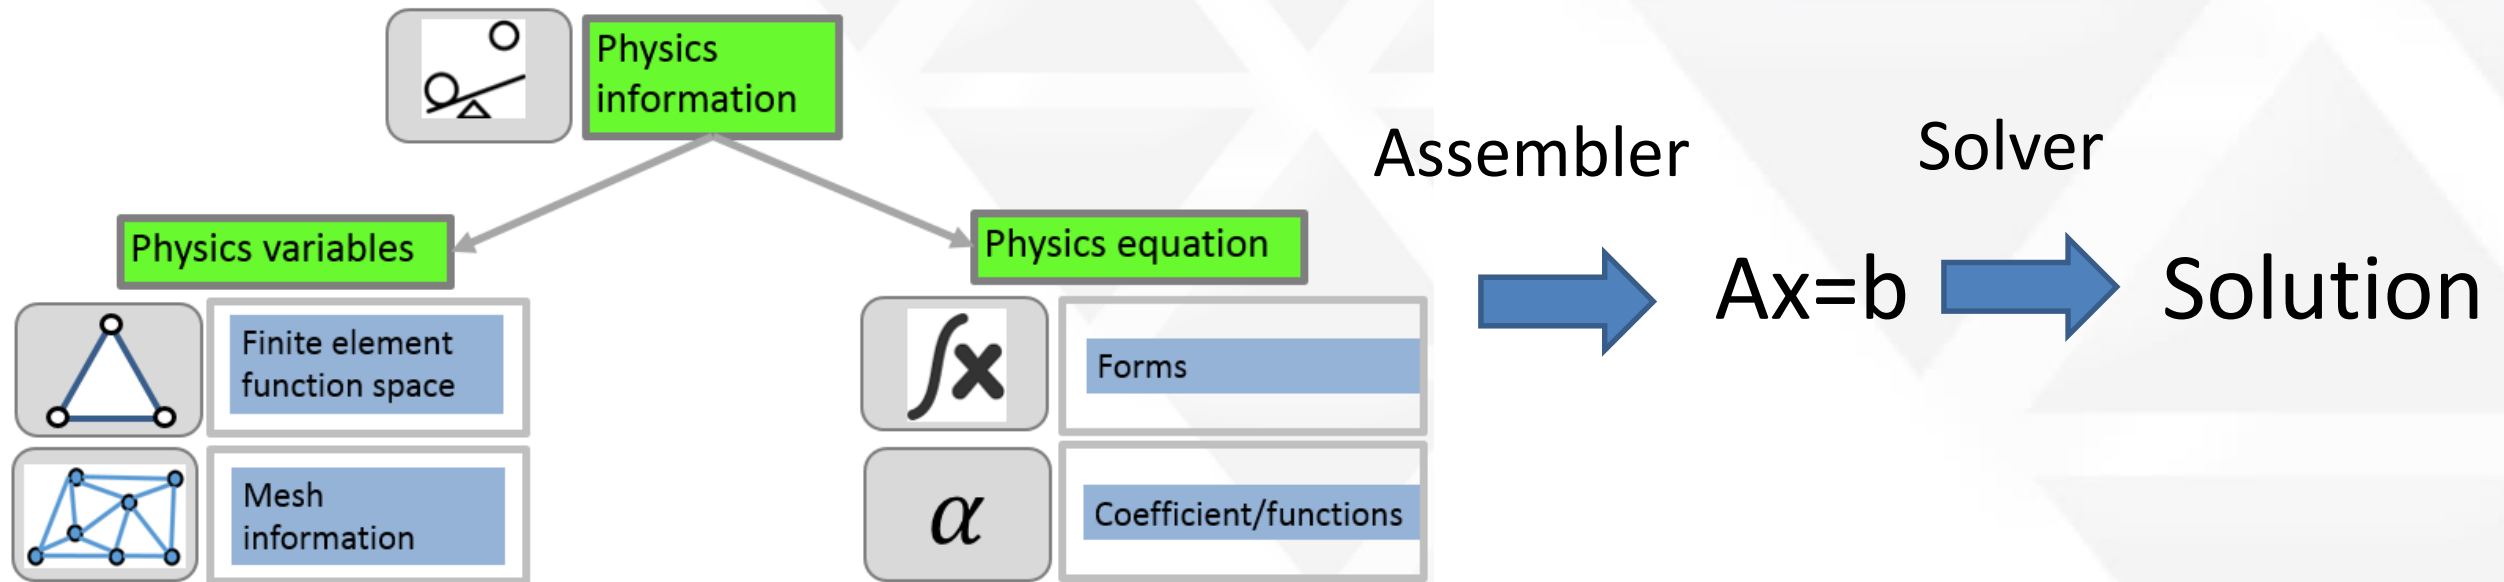 Physics
information
Physics variables
Finite element
function space
Mesh
information
Physics equation
Forms
α
Coefficient/functions
Assembler
Ax=b
Solver
Solution